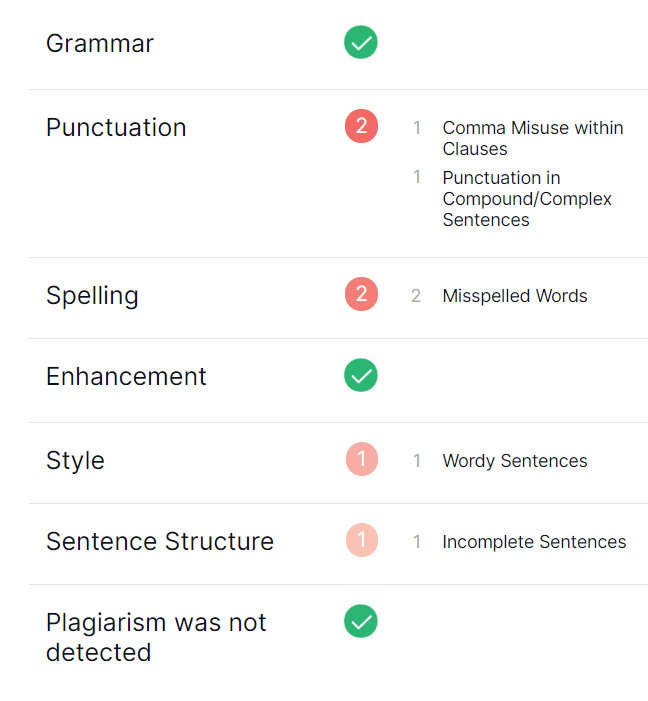 Grammar
Punctuation 2 1 Comma Misuse within
Clauses
1 Punctuation in
Compound/Complex
Sentences
Spelling 2 2 Misspelled Words
Enhancement
Style 1 1 Wordy Sentences
Sentence Structure 1 1 Incomplete Sentences
Plagiarism was not
detected